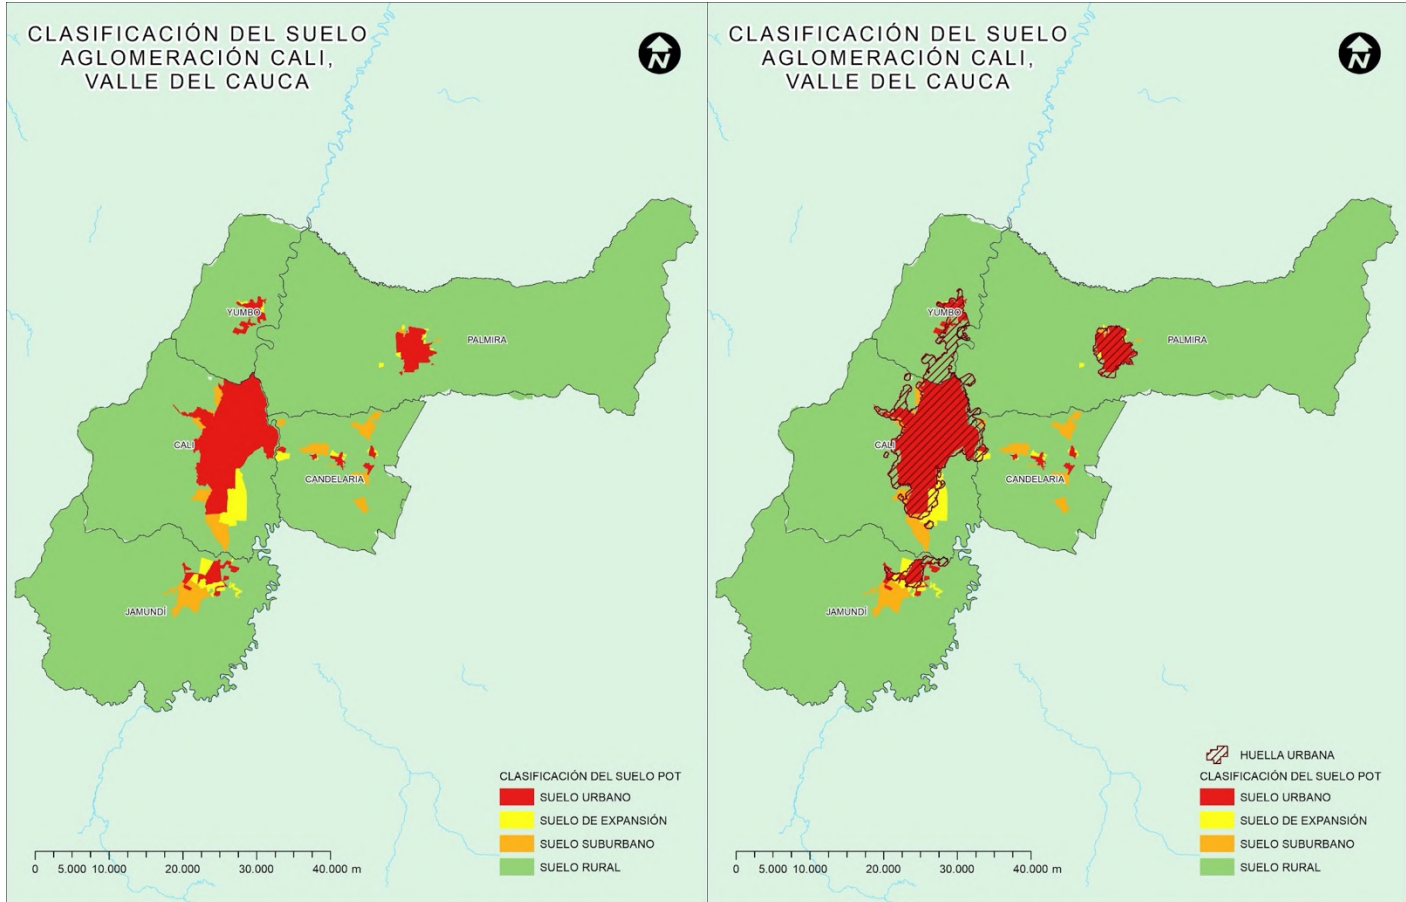 CLASIFICACIÓN DEL SUELO
AGLOMERACIÓN CALI,
VALLE DEL CAUCA
N
YUMBO
PALMIRA
CALI
CANDELARIA
JAMUNDÍ
CLASIFICACIÓN DEL SUELO POT
SUELO URBANO
SUELO DE EXPANSIÓN
SUELO SUBURBANO
SUELO RURAL
0 5.000 10.000 20.000 30.000 40.000 m
CLASIFICACIÓN DEL SUELO
AGLOMERACIÓN CALI,
VALLE DEL CAUCA
N
YUMBO
PALMIRA
CALI
CANDELARIA
JAMUNDÍ
HUELLA URBANA
CLASIFICACIÓN DEL SUELO POT
SUELO URBANO
SUELO DE EXPANSIÓN
SUELO SUBURBANO
SUELO RURAL
0 5.000 10.000 20.000 30.000 40.000 m